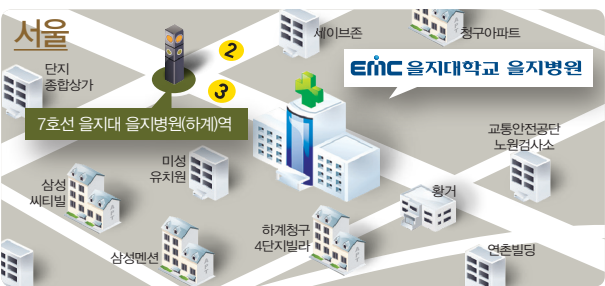 서울
2
세이브존
청구아파트
단지
종합상가
EMC 을지대학교 을지병원
3
7호선 을지대 을지병원(하계)역
교통안전공단
노원검사소
미성
유치원
삼성
씨티빌
황거
하계청구
4단지빌라
삼성멘션
연촌빌딩